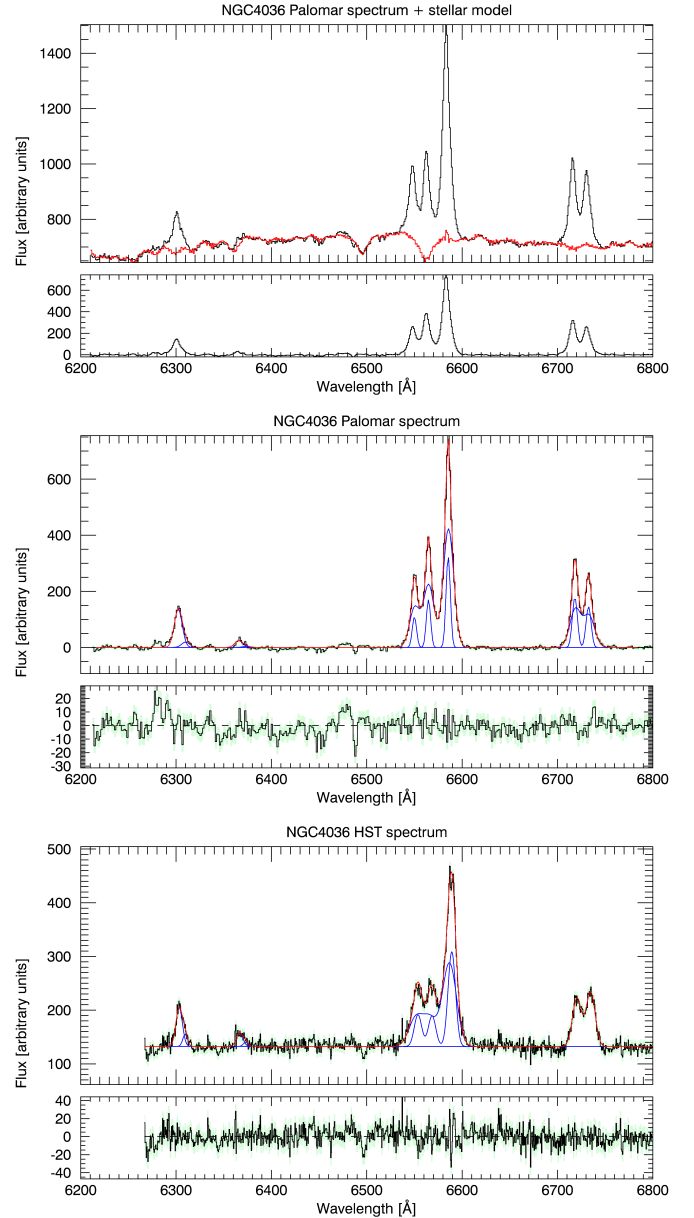 NGC4036 Palomar spectrum + stellar model
1400
1200
1000
800
Flux [arbitrary units]
600
400
200
0
6200 6300 6400 6500 6600 6700 6800
Wavelength [Å]
NGC4036 Palomar spectrum
600
400
200
0
Flux [arbitrary units]
20
10
0
-10
-20
-30
6200 6300 6400 6500 6600 6700 6800
Wavelength [Å]
NGC4036 HST spectrum
500
400
300
200
100
Flux [arbitrary units]
40
20
0
-20
-40
6200 6300 6400 6500 6600 6700 6800
Wavelength [Å]